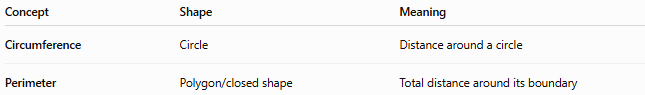 Concept Shape Meaning
Circumference Circle Distance around a circle
Perimeter Polygon/closed shape Total distance around its boundary